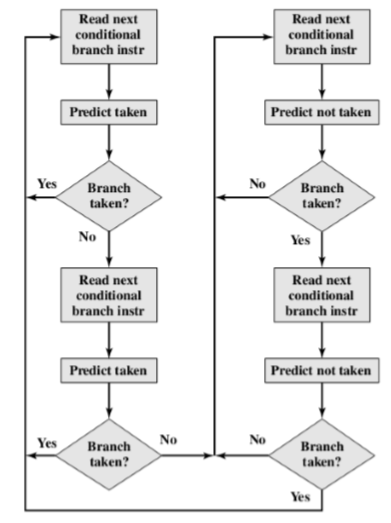 Read next
conditional
branch instr
Predict taken
Yes
Branch
taken?
No
Read next
conditional
branch instr
Predict taken
Yes
Branch
taken?
No
Read next
conditional
branch instr
Predict not taken
No
Branch
taken?
Yes
Read next
conditional
branch instr
Predict not taken
No
Branch
taken?
Yes